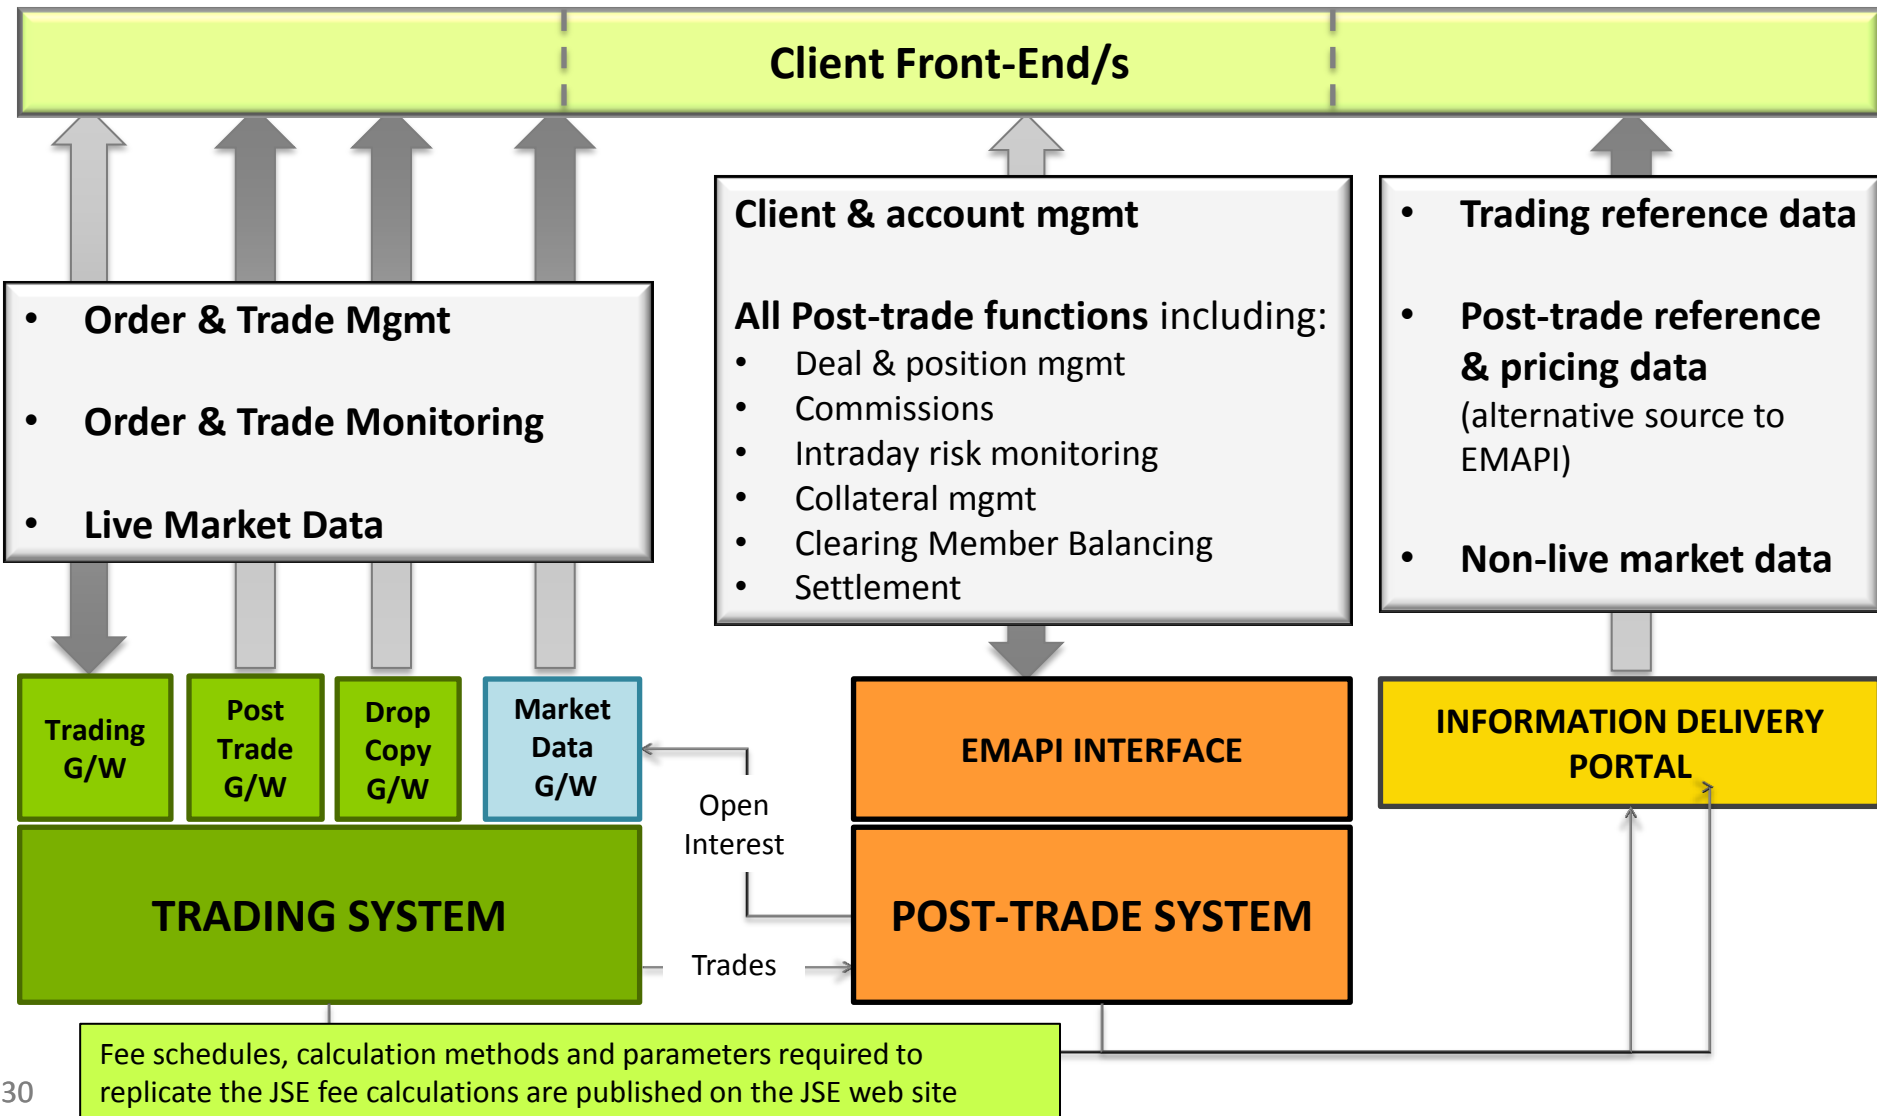 Client Front-End/s
• Order & Trade Mgmt
• Order & Trade Monitoring
• Live Market Data
Client & account mgmt
All Post-trade functions including:
• Deal & position mgmt
• Commissions
• Intraday risk monitoring
• Collateral mgmt
• Clearing Member Balancing
• Settlement
• Trading reference data
• Post-trade reference
& pricing data
(alternative source to
EMAPI)
• Non-live market data
Trading
G/W
Post
Trade
G/W
Drop
Copy
G/W
Market
Data
G/W
Open
Interest
EMAPI INTERFACE
INFORMATION DELIVERY
PORTAL
TRADING SYSTEM
Trades
POST-TRADE SYSTEM
Fee schedules, calculation methods and parameters required to
replicate the JSE fee calculations are published on the JSE web site
30